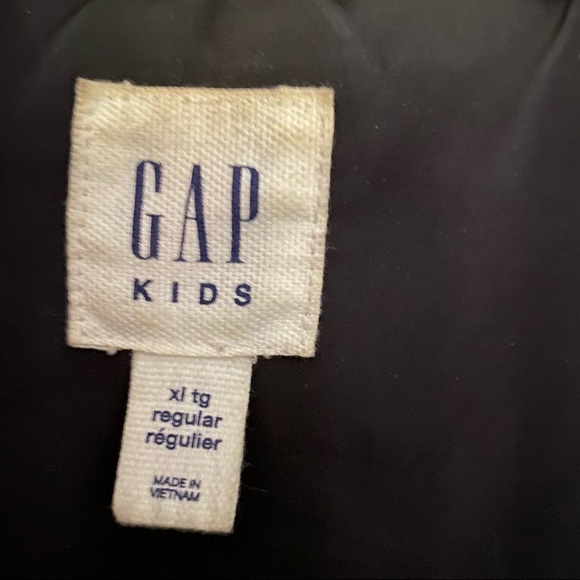 GAP
KIDS
xl tg
regular
régulier
MADE IN
VIETNAM